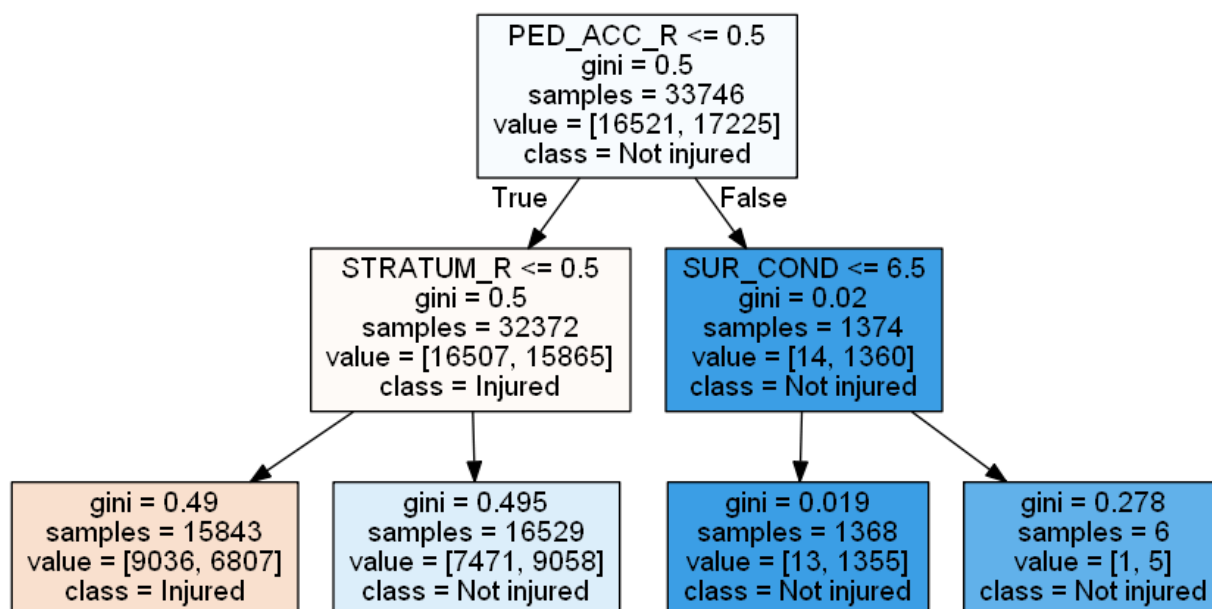 PED_ACC_R <= 0.5
gini = 0.5
samples = 33746
value = [16521, 17225]
class = Not injured
True
False
STRATUM_R <= 0.5
gini = 0.5
samples = 32372
value = [16507, 15865]
class = Injured
SUR_COND <= 6.5
gini = 0.02
samples = 1374
value = [14, 1360]
class = Not injured
gini = 0.49
samples = 15843
value = [9036, 6807]
class = Injured
gini = 0.495
samples = 16529
value = [7471, 9058]
class = Not injured
gini = 0.019
samples = 1368
value = [13, 1355]
class = Not injured
gini = 0.278
samples = 6
value = [1, 5]
class = Not injured